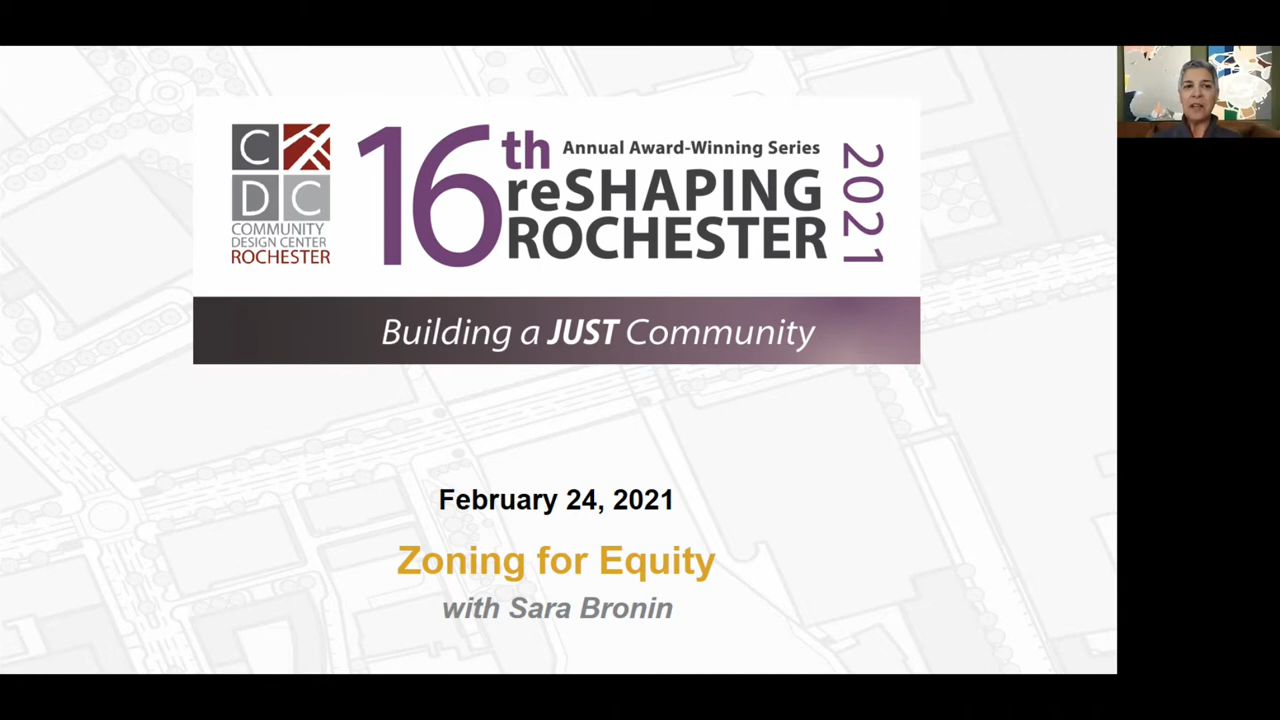 C
D C
COMMUNITY
DESIGN CENTER
ROCHESTER
16th
Annual Award-Winning Series
reSHAPING
ROCHESTER
2021
Building a JUST Community
February 24, 2021
Zoning for Equity
with Sara Bronin